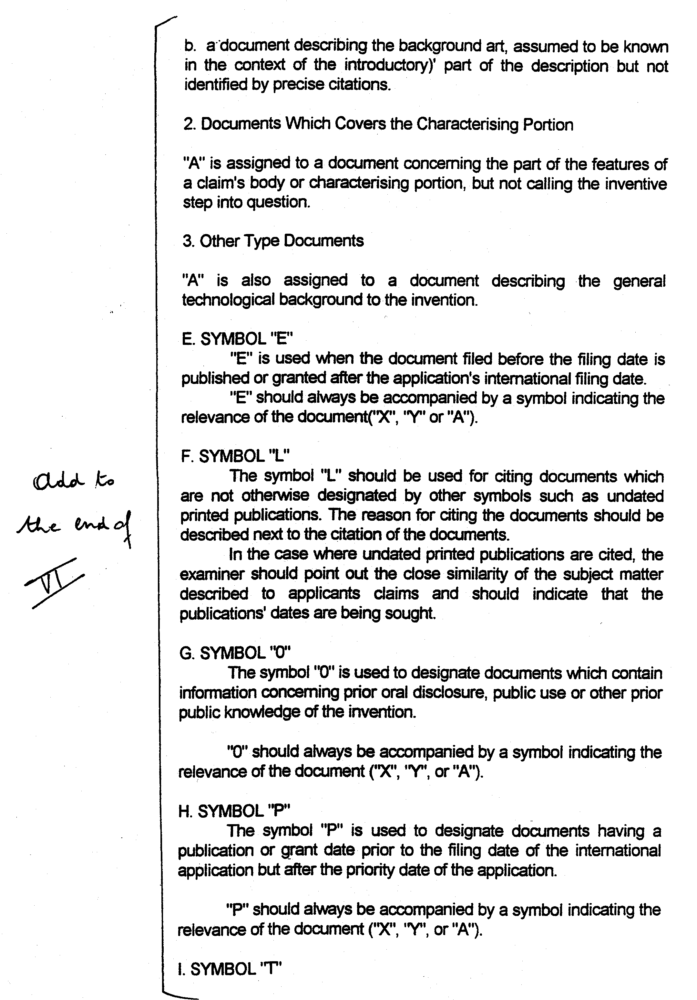 b. a document describing the background art, assumed to be known
in the context of the introductory)' part of the description but not
identified by precise citations.
2. Documents Which Covers the Characterising Portion
"A" is assigned to a document concerning the part of the features of
a claim's body or characterising portion, but not calling the inventive
step into question.
3. Other Type Documents
"A" is also assigned to a document describing the general
technological background to the invention.
E. SYMBOL "E"
"E" is used when the document filed before the filing date is
published or granted after the application's international filing date.
"E" should always be accompanied by a symbol indicating the
relevance of the document("X", "Y" or "A").
F. SYMBOL "L"
The symbol "L" should be used for citing documents which
are not otherwise designated by other symbols such as undated
printed publications. The reason for citing the documents should be
described next to the citation of the documents.
In the case where undated printed publications are cited, the
examiner should point out the close similarity of the subject matter
described to applicants claims and should indicate that the
publications' dates are being sought.
G. SYMBOL "0"
The symbol "0" is used to designate documents which contain
information concerning prior oral disclosure, public use or other prior
public knowledge of the invention.
"0" should always be accompanied by a symbol indicating the
relevance of the document ("X", "Y", or "A").
H. SYMBOL "P"
The symbol "P" is used to designate documents having a
publication or grant date prior to the filing date of the international
application but after the priority date of the application.
"P" should always be accompanied by a symbol indicating the
relevance of the document ("X", "Y", or "A").
I. SYMBOL "T"
add to
the end of
VI